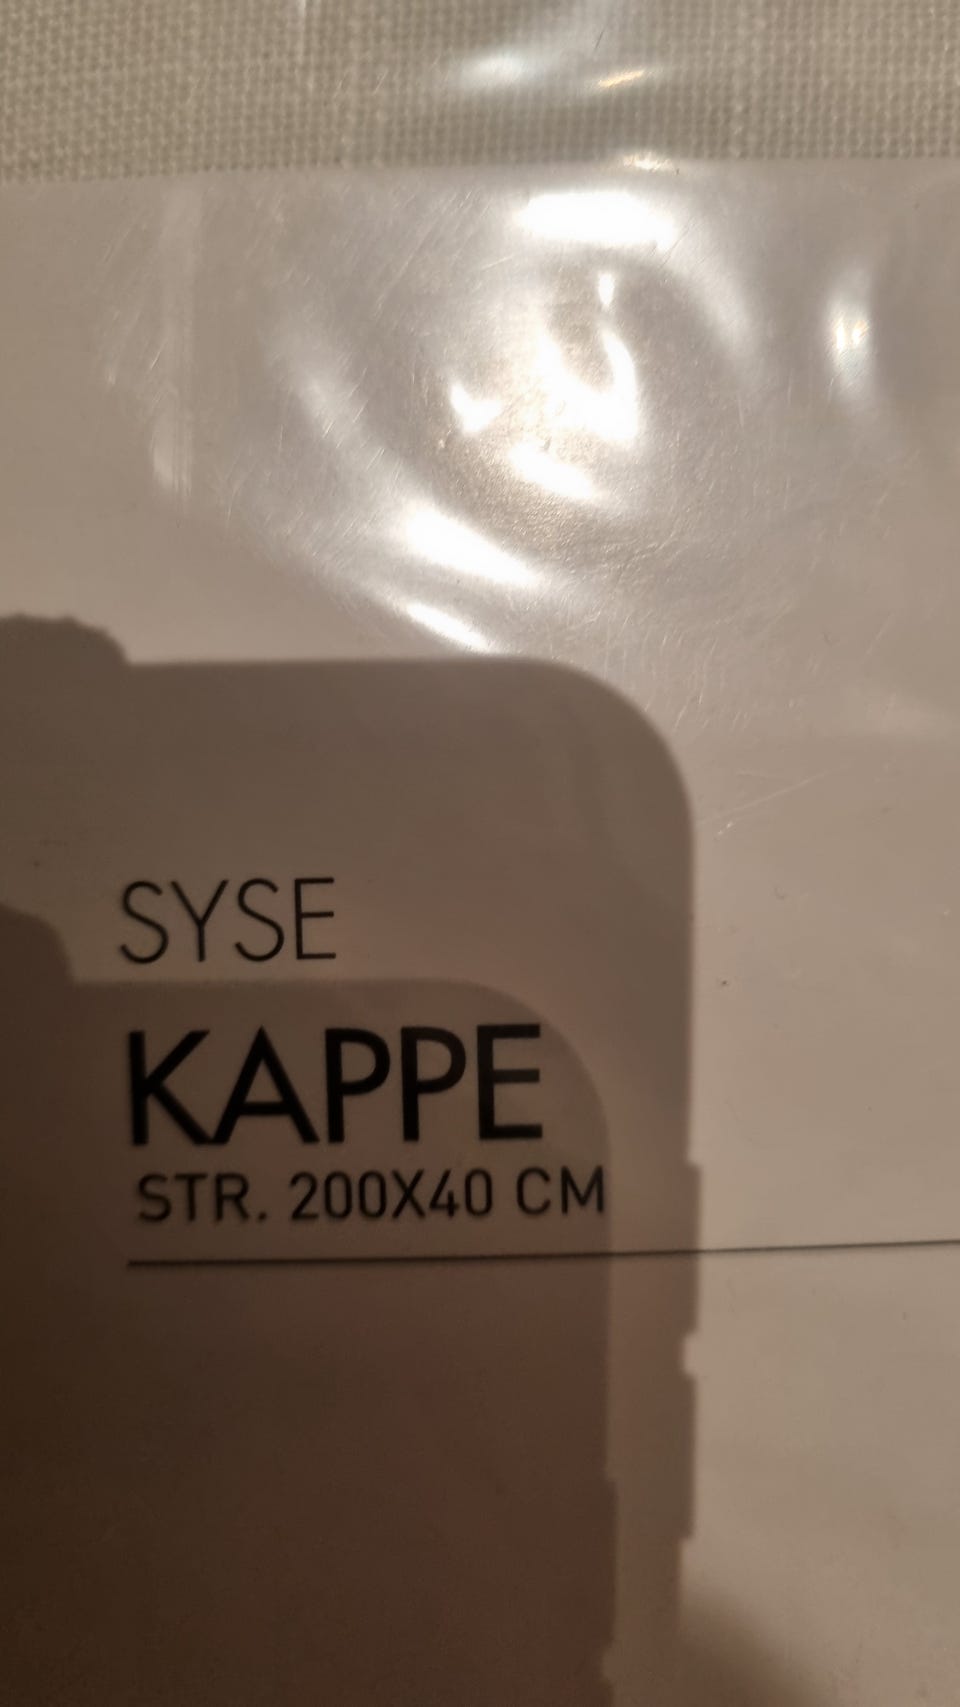 SYSE
KAPPE
STR. 200X40 CM